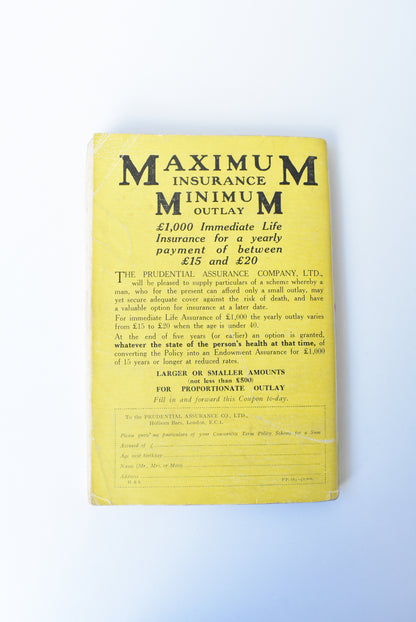 MAXIMUM
INSURANCE
MINIMUM
OUTLAY
£1,000 Immediate Life
Insurance for a yearly
payment of between
£15 and £20
THE PRUDENTIAL ASSURANCE COMPANY, LTD.,
will be pleased to supply particulars of a scheme whereby a
man, who for the present can afford only a small outlay, may
yet secure adequate cover against the risk of death, and have
a valuable option for insurance at a later date.
For immediate Life Assurance of £1,000 the yearly outlay varies
from £15 to £20 when the age is under 40.
At the end of five years (or earlier) an option is granted,
whatever the state of the person's health at that time, of
converting the Policy into an Endowment Assurance for £1,000
of 15 years or longer at reduced rates.
LARGER OR SMALLER AMOUNTS
(not less than £500)
FOR PROPORTIONATE OUTLAY
Fill in and forward this Coupon to-day.
To the PRUDENTIAL ASSURANCE CO., LTD.,
Holborn Bars, London, E.C.1.
Please particulars of your Convertible Term Policy Scheme for a Sum
Assured of £
Age next birthday
Name (Mr. Mrs. or Miss)
Address